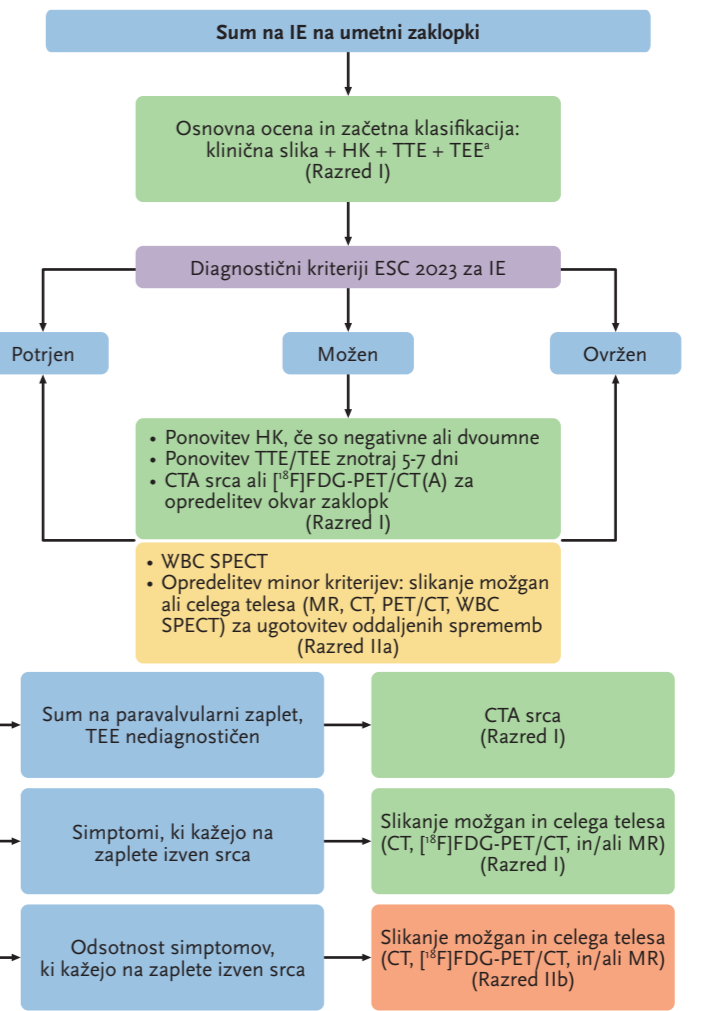 Sum na IE na umetni zaklopki
Osnovna ocena in začetna klasifikacija:
klinična slika + HK + TTE + TEEª
(Razred I)
Diagnostični kriteriji ESC 2023 za IE
Potrjen
Možen
Ovržen
• Ponovitev HK, če so negativne ali dvoumne
• Ponovitev TTE/TEE znotraj 5-7 dni
• CTA srca ali [¹⁸F]FDG-PET/CT(A) za
opredelitev okvar zaklopk
(Razred I)
• WBC SPECT
• Opredelitev minor kriterijev: slikanje možgan
ali celega telesa (MR, CT, PET/CT, WBC
SPECT) za ugotovitev oddaljenih sprememb
(Razred IIa)
Sum na paravalvularni zaplet,
TEE nediagnostičen
CTA srca
(Razred I)
Simptomi, ki kažejo na
zaplete izven srca
Slikanje možgan in celega telesa
(CT, [¹⁸F]FDG-PET/CT, in/ali MR)
(Razred I)
Odsotnost simptomov,
ki kažejo na zaplete izven srca
Slikanje možgan in celega telesa
(CT, [¹⁸F]FDG-PET/CT, in/ali MR)
(Razred IIb)